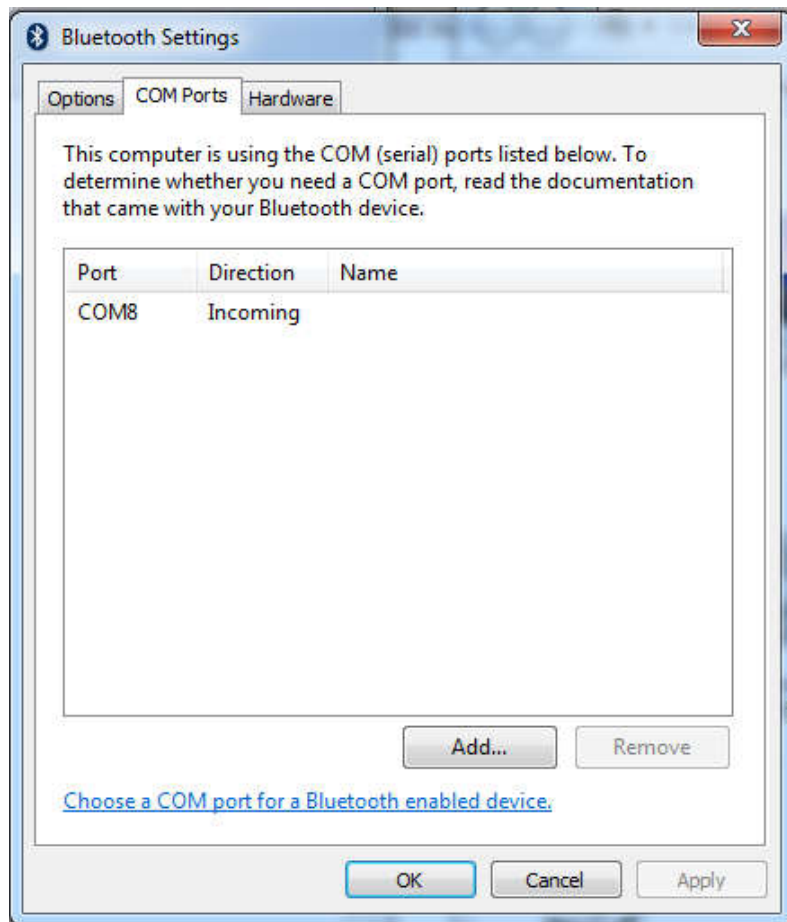 Bluetooth Settings
Options COM Ports Hardware
This computer is using the COM (serial) ports listed below. To
determine whether you need a COM port, read the documentation
that came with your Bluetooth device.
Port Direction Name
COM8 Incoming
Add... Remove
Choose a COM port for a Bluetooth enabled device.
OK Cancel Apply